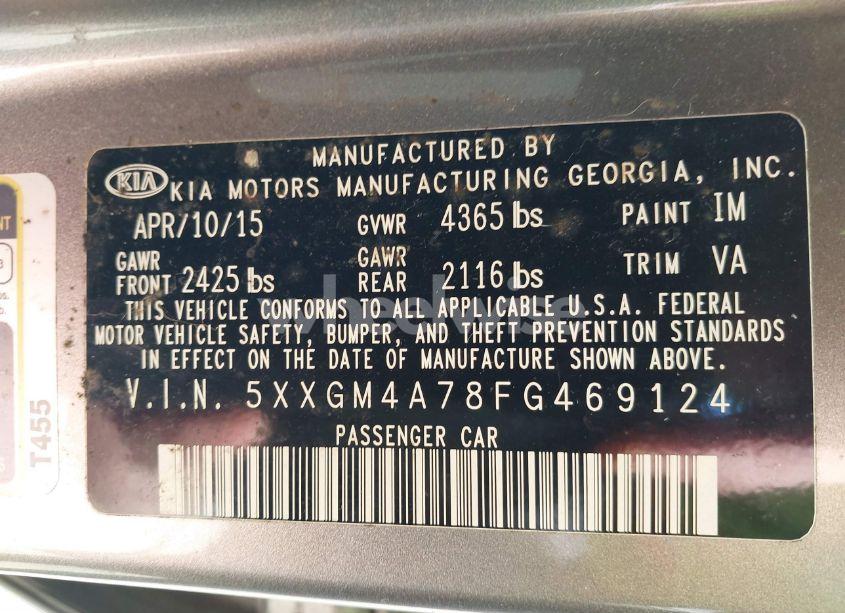 MANUFACTURED BY
KIA KIA MOTORS MANUFACTURING GEORGIA, INC.
APR/10/15 GVWR 4365 lbs PAINT IM
GAWR FRONT 2425 lbs GAWR REAR 2116 lbs TRIM VA
THIS VEHICLE CONFORMS TO ALL APPLICABLE U.S.A. FEDERAL
MOTOR VEHICLE SAFETY, BUMPER, AND THEFT PREVENTION STANDARDS
IN EFFECT ON THE DATE OF MANUFACTURE SHOWN ABOVE.
V.I.N. 5XXGM4A78FG469124
PASSENGER CAR
T455